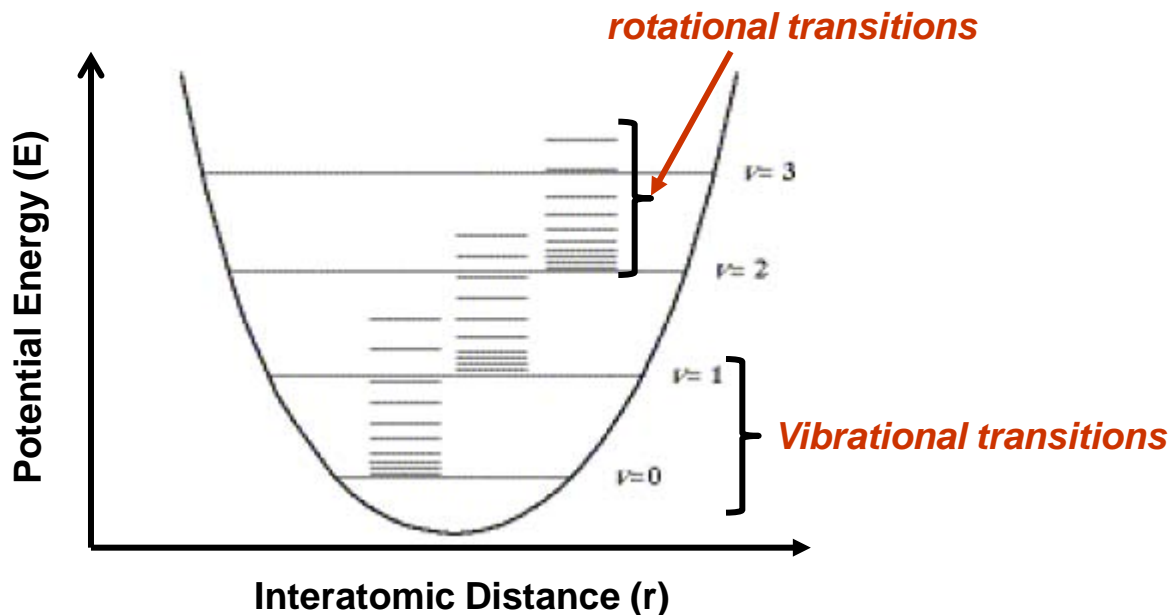 rotational transitions
Potential Energy (E)
v= 3
v= 2
v= 1
Vibrational transitions
v=0
Interatomic Distance (r)